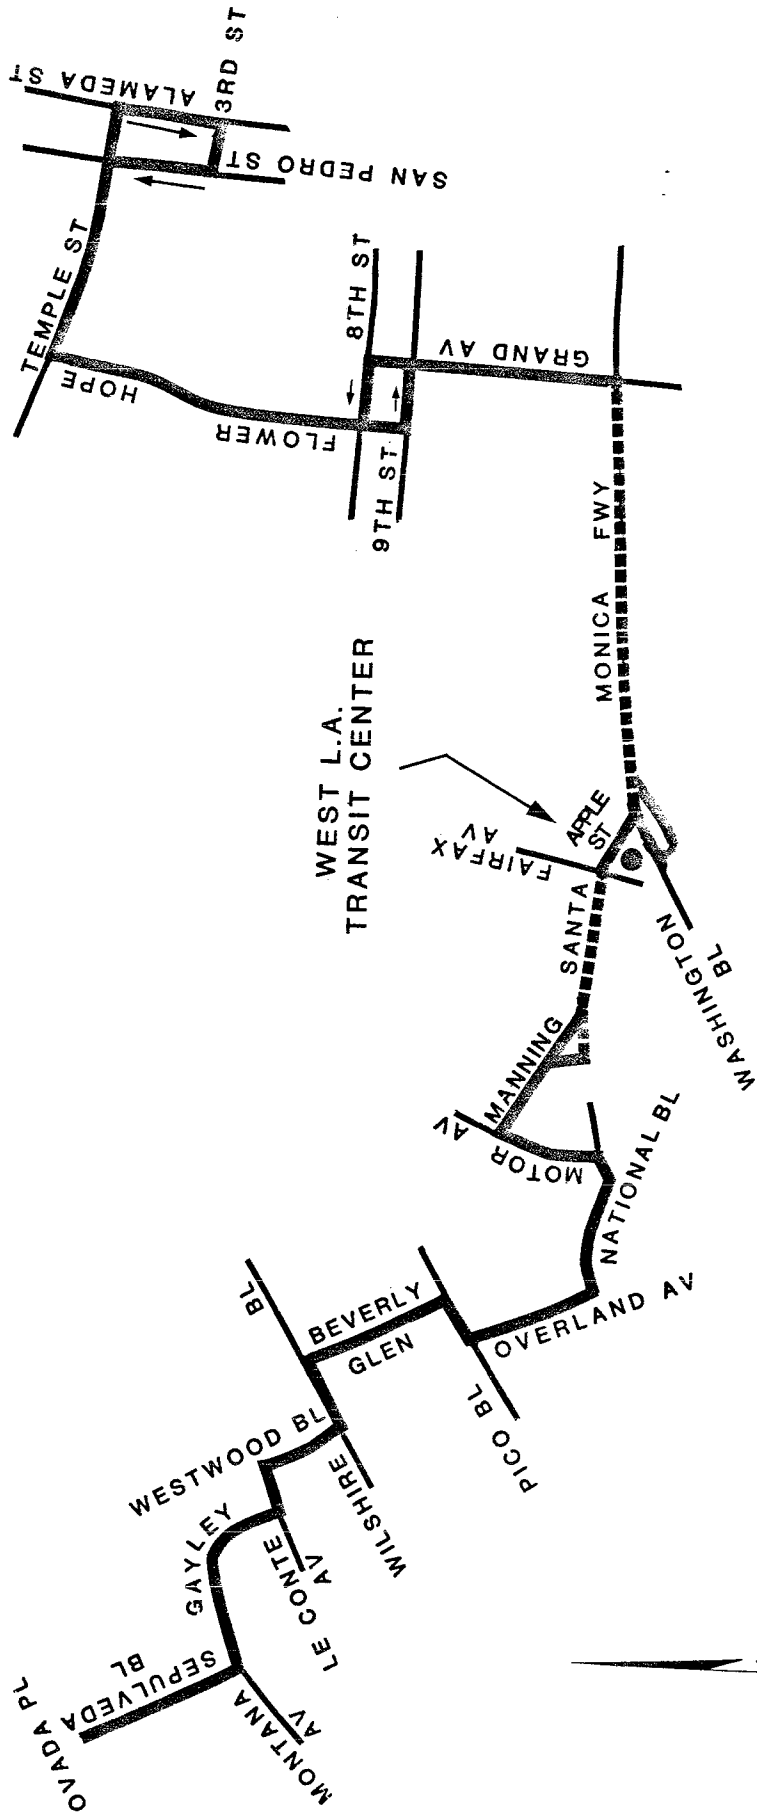 ALAMEDA ST
3RD ST
SAN PEDRO ST
TEMPLE ST
HOPE
FLOWER
8TH ST
9TH ST
GRAND AV
WEST L.A.
TRANSIT CENTER
SANTA MONICA FWY
APPLE
ST
FAIRFAX
AV
WASHINGTON
BL
MANNING
MOTOR AV
NATIONAL BL
OVERLAND AV
PICO BL
BEVERLY
GLEN
WILSHIRE BL
WESTWOOD BL
LE CONTE
AV
GAYLEY
SEPULVEDA
BL
MONTANA
AV
OVADA PL